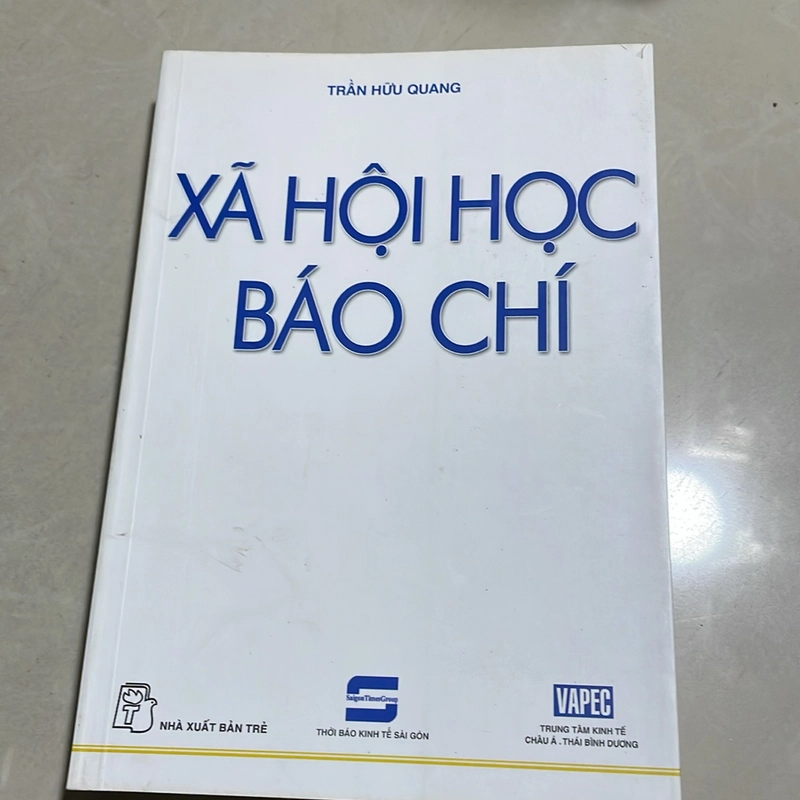 TRẦN HỮU QUANG
XÃ HỘI HỌC
BÁO CHÍ
T
NHÀ XUẤT BẢN TRẺ
SaigonTimesGroup
THỜI BÁO KINH TẾ SÀI GÒN
VAPEC
TRUNG TÂM KINH TẾ
CHÂU Á . THÁI BÌNH DƯƠNG